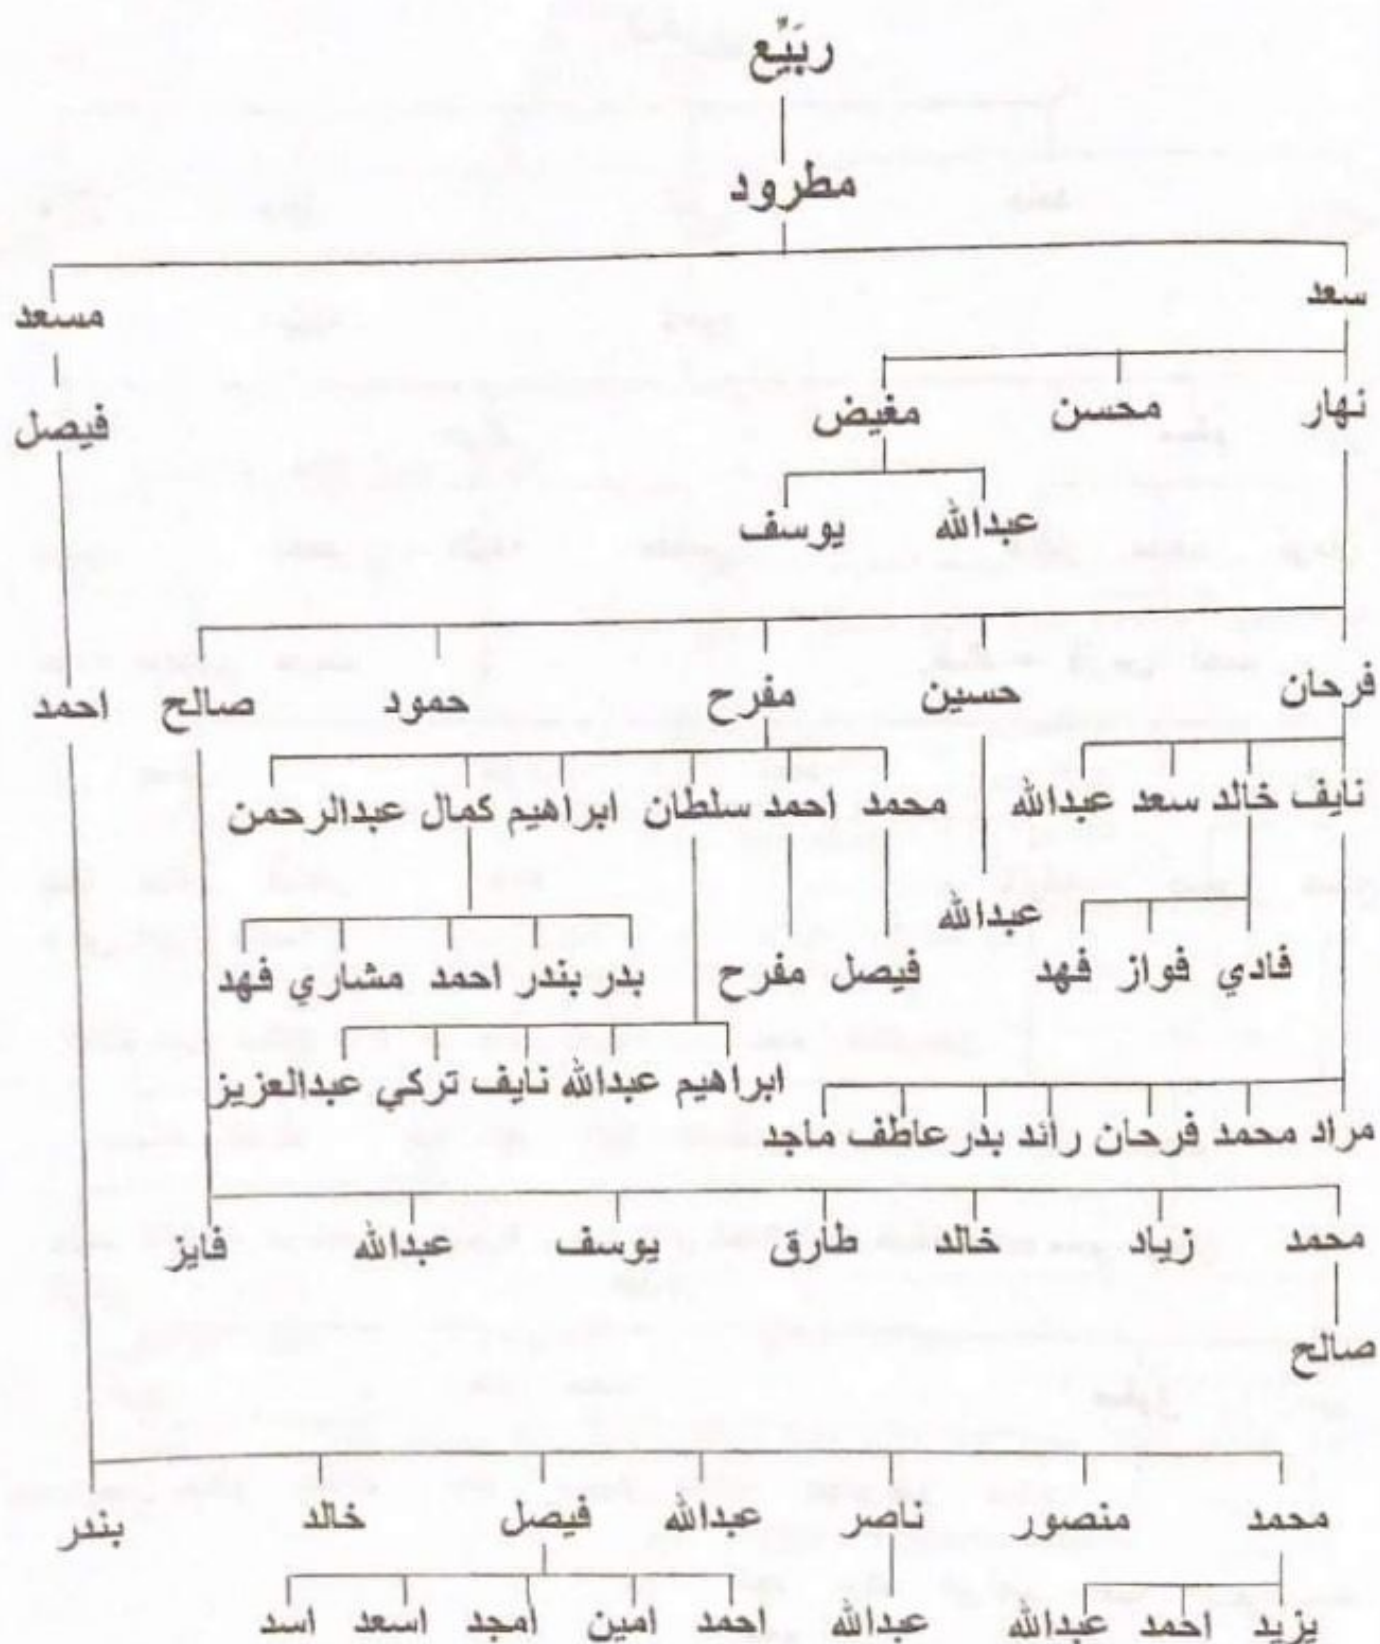 ربَيِّع
مطرود
سعد مسعد
نهار محسن مغيض فيصل
عبدالله يوسف
فرحان حسين مفرح حمود صالح احمد
نايف خالد سعد عبدالله محمد احمد سلطان ابراهيم كمال عبدالرحمن
عبدالله
فادي فواز فهد فيصل مفرح بدر بندر احمد مشاري فهد
ابراهيم عبدالله نايف تركي عبدالعزيز
مراد محمد فرحان رائد بدر عاطف ماجد
محمد زياد خالد طارق يوسف عبدالله فايز
صالح
محمد منصور ناصر عبدالله فيصل خالد بندر
يزيد احمد عبدالله عبدالله احمد امين امجد اسعد اسد